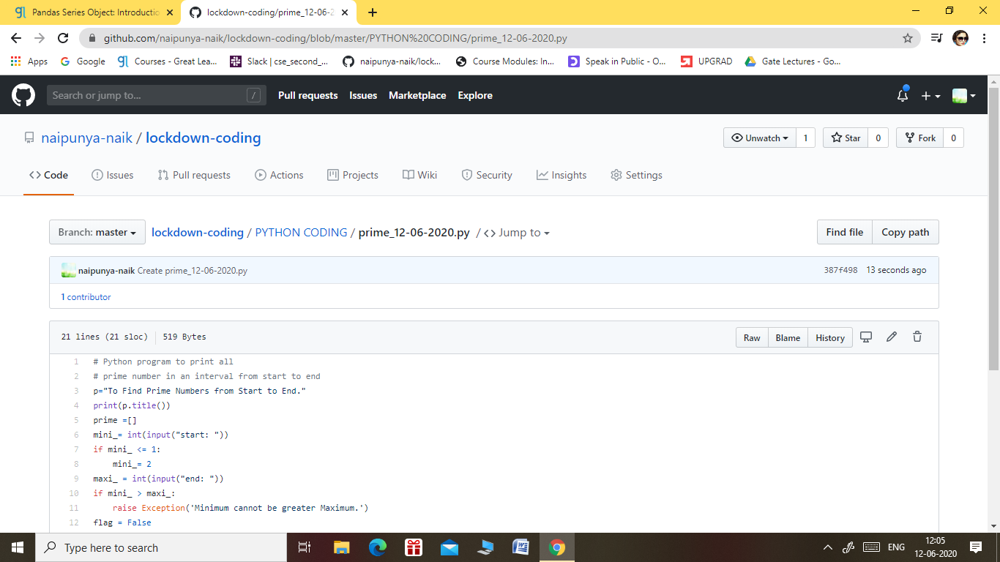 Pandas Series Object: Introductio
lockdown-coding/prime_12-06-2
github.com/naipunya-naik/lockdown-coding/blob/master/PYTHON%20CODING/prime_12-06-2020.py
Apps Google Courses - Great Lea... Slack | cse_second_... naipunya-naik/lock... Course Modules: In... Speak in Public - O... UPGRAD Gate Lectures - Go...
Search or jump to... / Pull requests Issues Marketplace Explore
naipunya-naik / lockdown-coding Unwatch 1 Star 0 Fork 0
Code Issues Pull requests Actions Projects Wiki Security Insights Settings
Branch: master lockdown-coding / PYTHON CODING / prime_12-06-2020.py / <> Jump to Find file Copy path
naipunya-naik Create prime_12-06-2020.py 387f498 13 seconds ago
1 contributor
21 lines (21 sloc) 519 Bytes Raw Blame History
1 # Python program to print all
2 # prime number in an interval from start to end
3 p="To Find Prime Numbers from Start to End."
4 print(p.title())
5 prime =[]
6 mini_= int(input("start: "))
7 if mini_ <= 1:
8 mini_= 2
9 maxi_ = int(input("end: "))
10 if mini_ > maxi_:
11 raise Exception('Minimum cannot be greater Maximum.')
12 flag = False
Type here to search ENG 12:05
12-06-2020